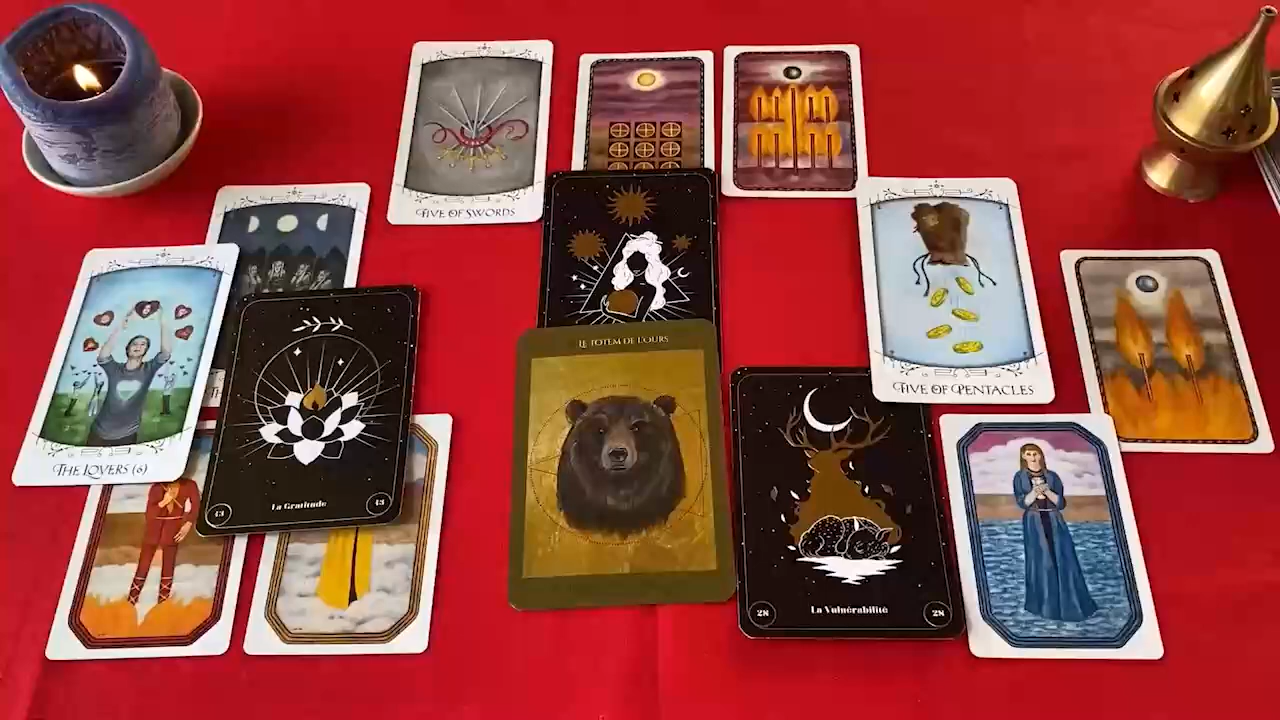 FIVE OF SWORDS
FIVE OF PENTACLES
THE LOVERS (6)
LE TOTEM DE L'OURS
43
La Gratitude
43
28
La Vulnérabilité
28